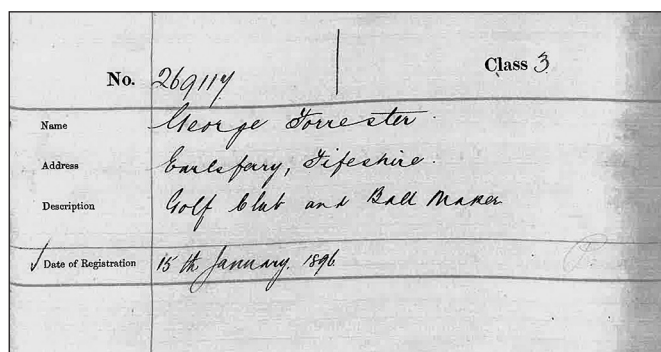 No. 269117 Class 3
Name George Forrester.
Address Earlsferry, Fifeshire.
Description Golf Club and Ball Maker
Date of Registration 15th January. 1896